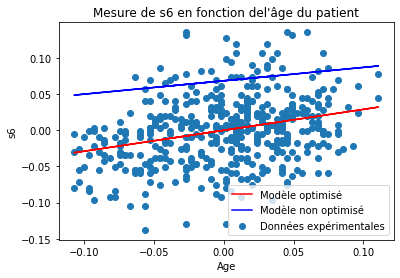 Mesure de s6 en fonction del'âge du patient
0.10
0.05
s6
0.00
−0.05
−0.10
−0.15
Modèle optimisé
Modèle non optimisé
Données expérimentales
−0.10
−0.05
0.00
0.05
0.10
Age